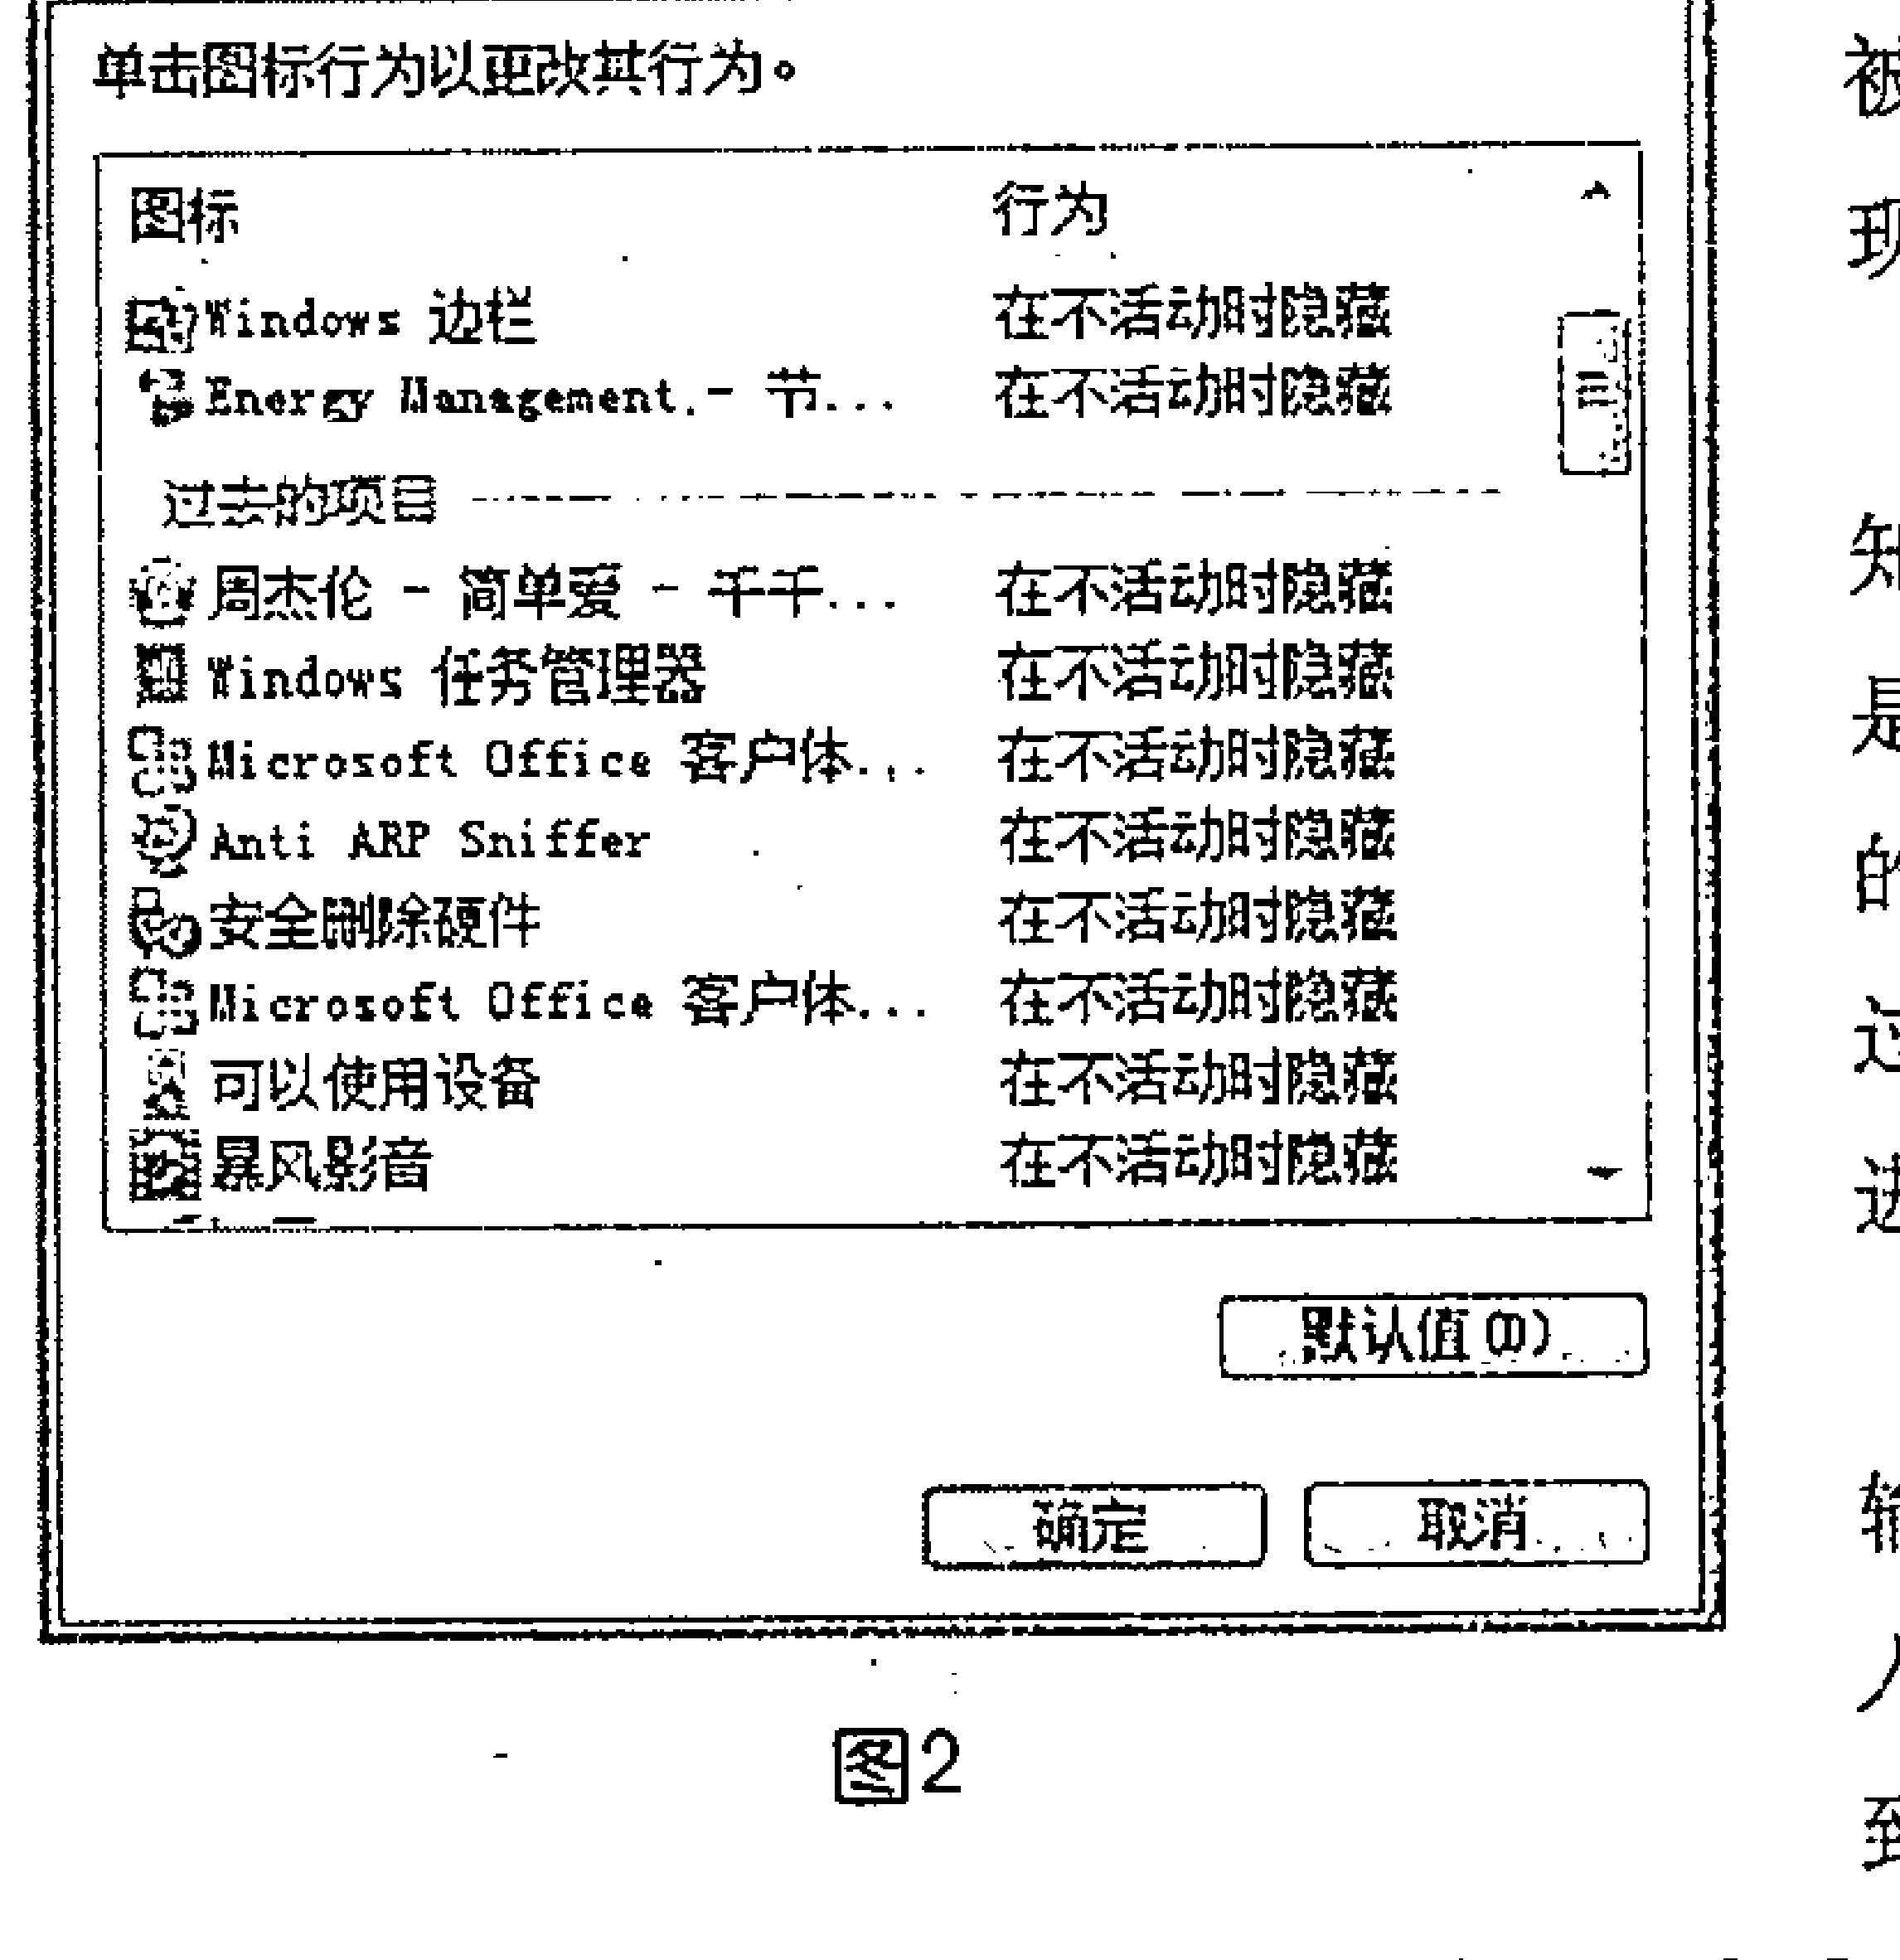 单击图标行为以更改其行为。
图标 行为
Windows 边栏 在不活动时隐藏
Energy Management - 节... 在不活动时隐藏
过去的项目
周杰伦 - 简单爱 - 千千... 在不活动时隐藏
Windows 任务管理器 在不活动时隐藏
Microsoft Office 客户体... 在不活动时隐藏
Anti ARP Sniffer 在不活动时隐藏
安全删除硬件 在不活动时隐藏
Microsoft Office 客户体... 在不活动时隐藏
可以使用设备 在不活动时隐藏
暴风影音 在不活动时隐藏
默认值(D)
确定 取消
图2
被
现
知
是
的